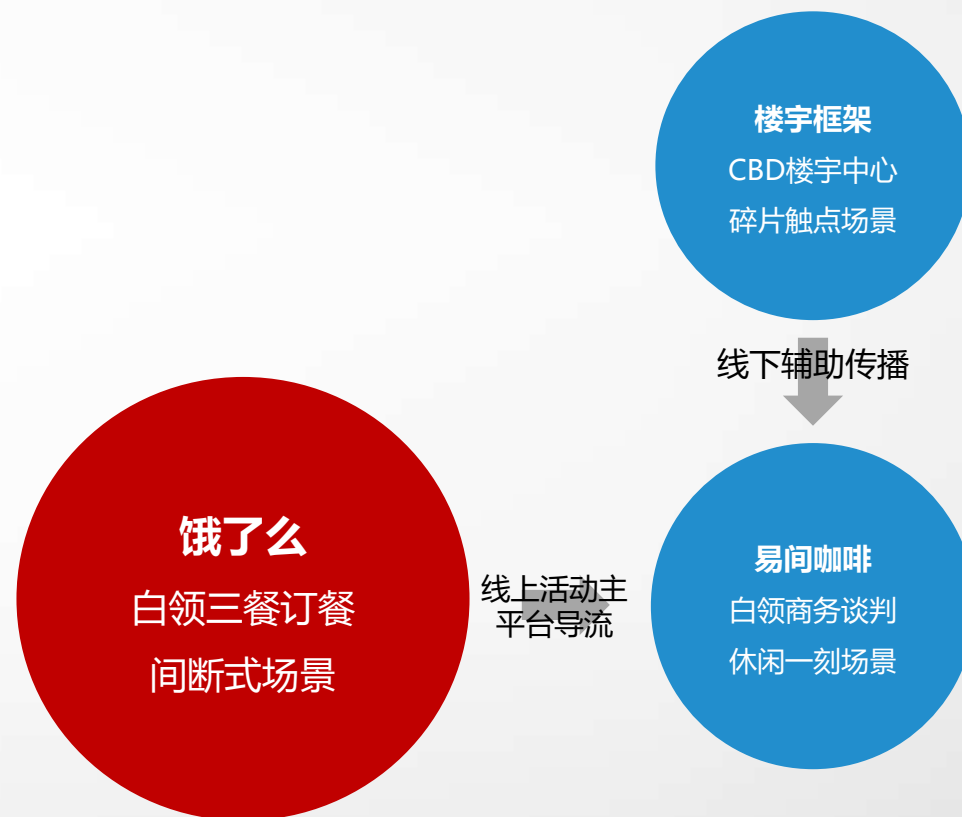 楼宇框架
CBD楼宇中心
碎片触点场景
线下辅助传播
饿了么
白领三餐订餐
间断式场景
线上活动主
平台导流
易间咖啡
白领商务谈判
休闲一刻场景